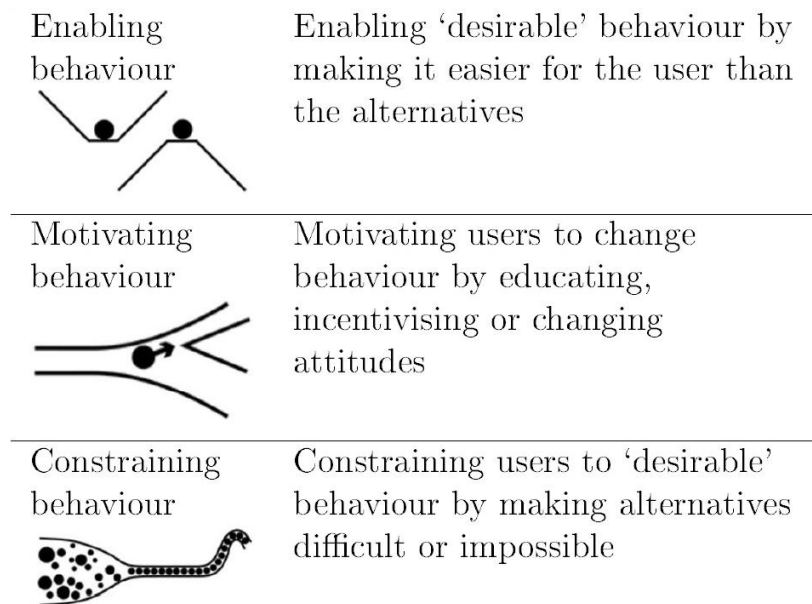 Enabling
behaviour
Enabling ‘desirable’ behaviour by
making it easier for the user than
the alternatives
Motivating
behaviour
Motivating users to change
behaviour by educating,
incentivising or changing
attitudes
Constraining
behaviour
Constraining users to ‘desirable’
behaviour by making alternatives
difficult or impossible